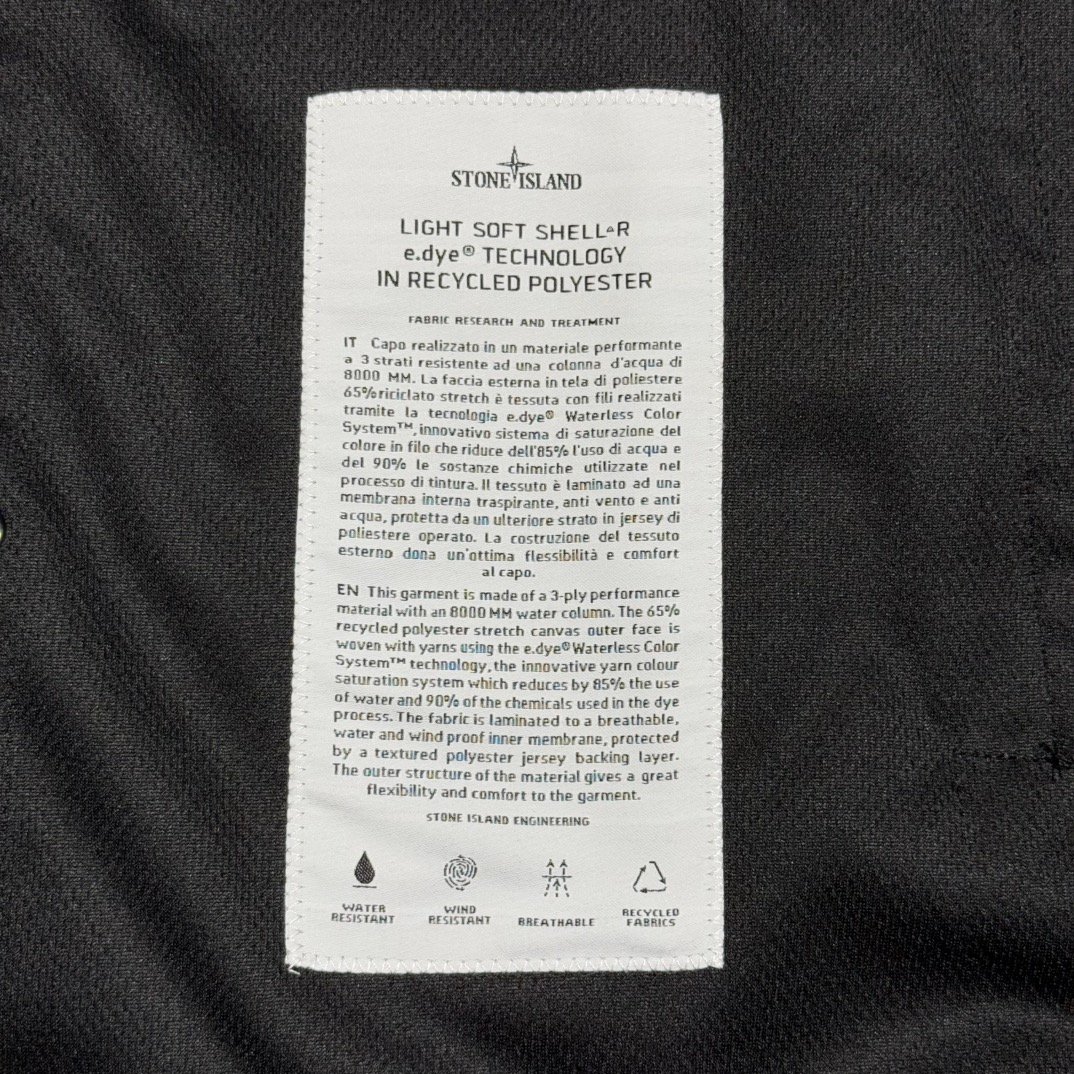 STONE ISLAND
LIGHT SOFT SHELL-R
e.dye® TECHNOLOGY
IN RECYCLED POLYESTER
FABRIC RESEARCH AND TREATMENT
IT Capo realizzato in un materiale performante
a 3 strati resistente ad una colonna d'acqua di
8000 MM. La faccia esterna in tela di poliestere
65% riciclato stretch è tessuta con fili realizzati
tramite la tecnologia e.dye® Waterless Color
System™, innovativo sistema di saturazione del
colore in filo che riduce dell'85% l'uso di acqua e
del 90% le sostanze chimiche utilizzate nel
processo di tintura. Il tessuto è laminato ad una
membrana interna traspirante, anti vento e anti
acqua, protetta da un ulteriore strato in jersey di
poliestere operato. La costruzione del tessuto
esterno dona un'ottima flessibilità e comfort
al capo.
EN This garment is made of a 3-ply performance
material with an 8000 MM water column. The 65%
recycled polyester stretch canvas outer face is
woven with yarns using the e.dye® Waterless Color
System™ technology, the innovative yarn colour
saturation system which reduces by 85% the use
of water and 90% of the chemicals used in the dye
process. The fabric is laminated to a breathable,
water and wind proof inner membrane, protected
by a textured polyester jersey backing layer.
The outer structure of the material gives a great
flexibility and comfort to the garment.
STONE ISLAND ENGINEERING
WATER RESISTANT
WIND RESISTANT
BREATHABLE
RECYCLED FABRICS